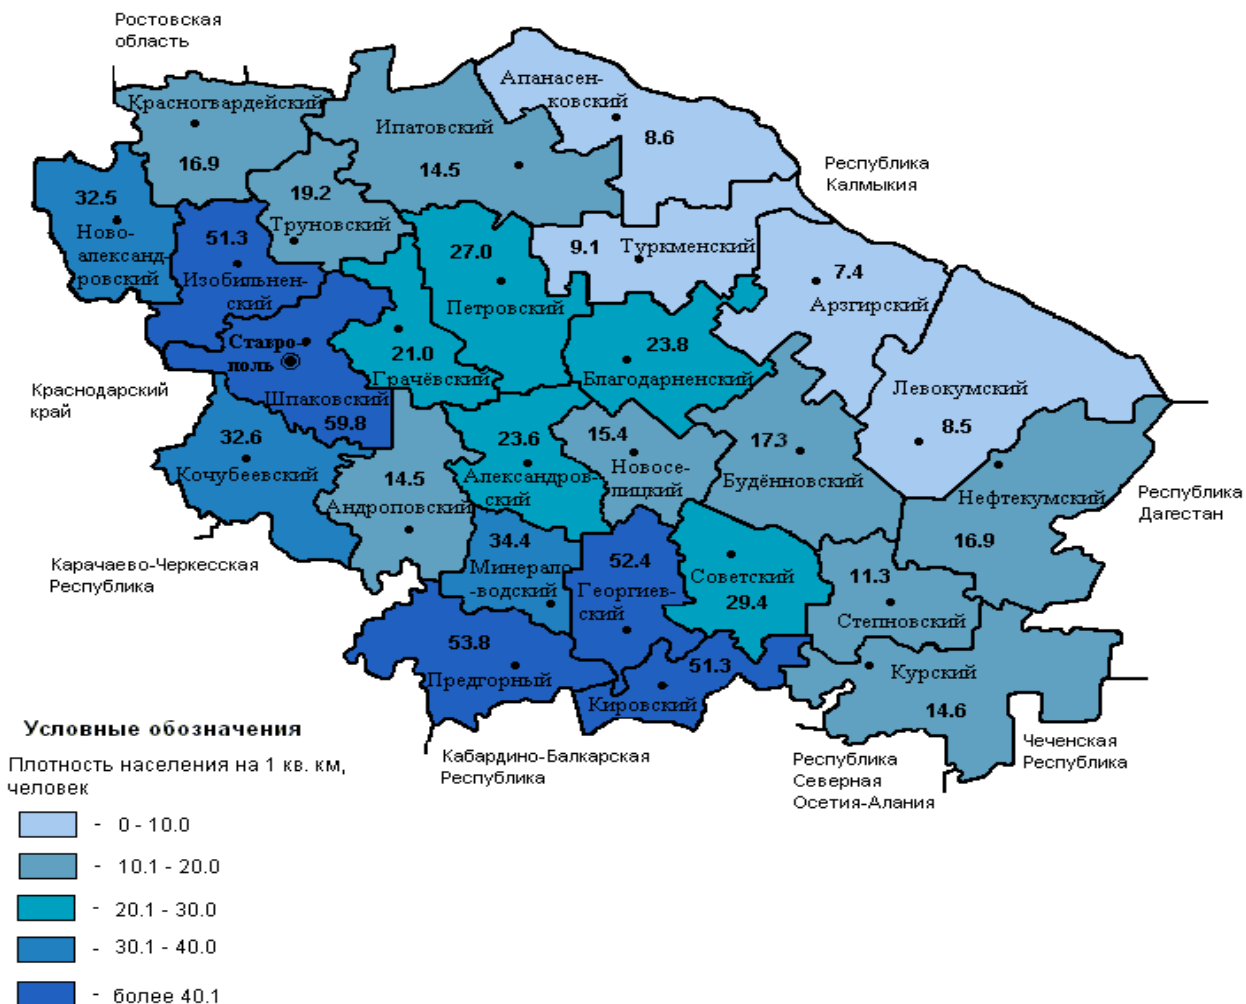 Ростовская
область
Красногвардейский
16.9
Ипатовский
14.5
Апанасен-
ковский
8.6
Республика
Калмыкия
32.5
Ново-
александ-
ровский
51.3
Изобильнен-
ский
19.2
Труновский
27.0
Петровский
9.1
Туркменский
7.4
Арзгирский
Ставро-
поль
Шпаковский
59.8
21.0
Грачёвский
23.8
Благодарненский
Левокумский
8.5
Краснодарский
край
32.6
Кочубеевский
14.5
Андроповский
23.6
Александров-
ский
15.4
Новосе-
лицкий
17.3
Будённовский
Нефтекумский
16.9
Республика
Дагестан
Карачаево-Черкесская
Республика
34.4
Минерало
-водский
52.4
Георгиев-
ский
Советский
29.4
11.3
Степновский
53.8
Предгорный
51.3
Кировский
Курский
14.6
Кабардино-Балкарская
Республика
Республика
Северная
Осетия-Алания
Чеченская
Республика
Условные обозначения
Плотность населения на 1 кв. км,
человек
- 0 - 10.0
- 10.1 - 20.0
- 20.1 - 30.0
- 30.1 - 40.0
- более 40.1